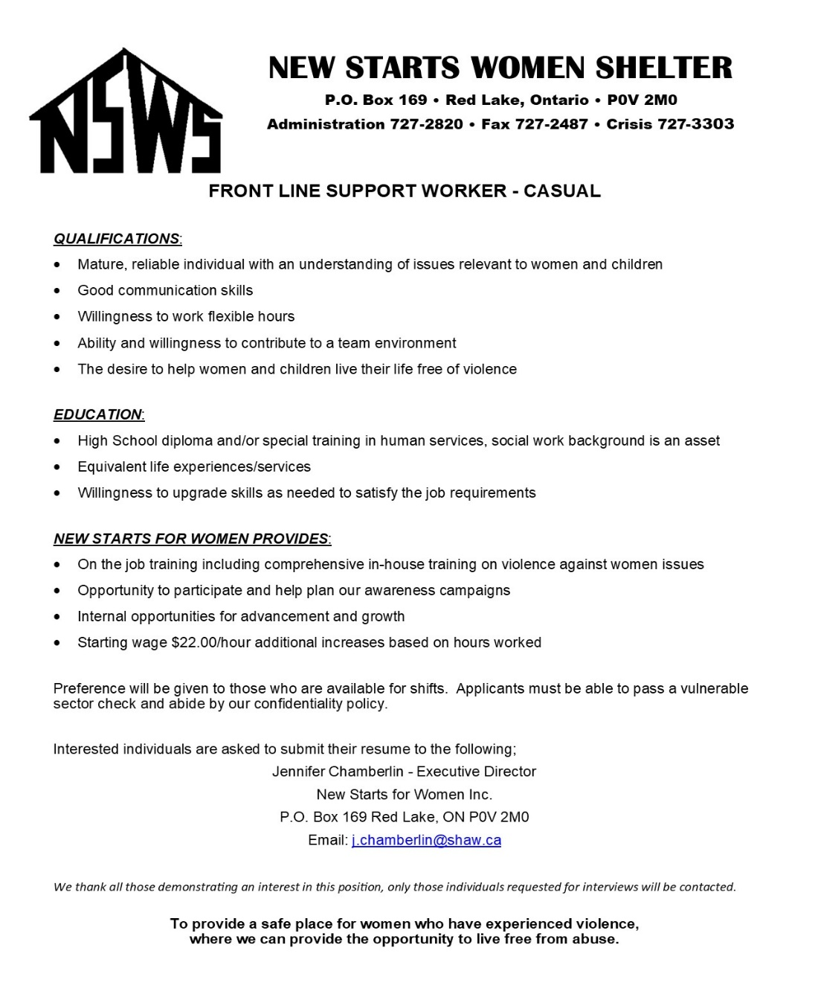 NSWS
NEW STARTS WOMEN SHELTER
P.O. Box 169 • Red Lake, Ontario • P0V 2M0
Administration 727-2820 • Fax 727-2487 • Crisis 727-3303
FRONT LINE SUPPORT WORKER - CASUAL
QUALIFICATIONS:
• Mature, reliable individual with an understanding of issues relevant to women and children
• Good communication skills
• Willingness to work flexible hours
• Ability and willingness to contribute to a team environment
• The desire to help women and children live their life free of violence
EDUCATION:
• High School diploma and/or special training in human services, social work background is an asset
• Equivalent life experiences/services
• Willingness to upgrade skills as needed to satisfy the job requirements
NEW STARTS FOR WOMEN PROVIDES:
• On the job training including comprehensive in-house training on violence against women issues
• Opportunity to participate and help plan our awareness campaigns
• Internal opportunities for advancement and growth
• Starting wage $22.00/hour additional increases based on hours worked
Preference will be given to those who are available for shifts.  Applicants must be able to pass a vulnerable
sector check and abide by our confidentiality policy.
Interested individuals are asked to submit their resume to the following;
Jennifer Chamberlin - Executive Director
New Starts for Women Inc.
P.O. Box 169 Red Lake, ON P0V 2M0
Email: j.chamberlin@shaw.ca
We thank all those demonstrating an interest in this position, only those individuals requested for interviews will be contacted.
To provide a safe place for women who have experienced violence,
where we can provide the opportunity to live free from abuse.